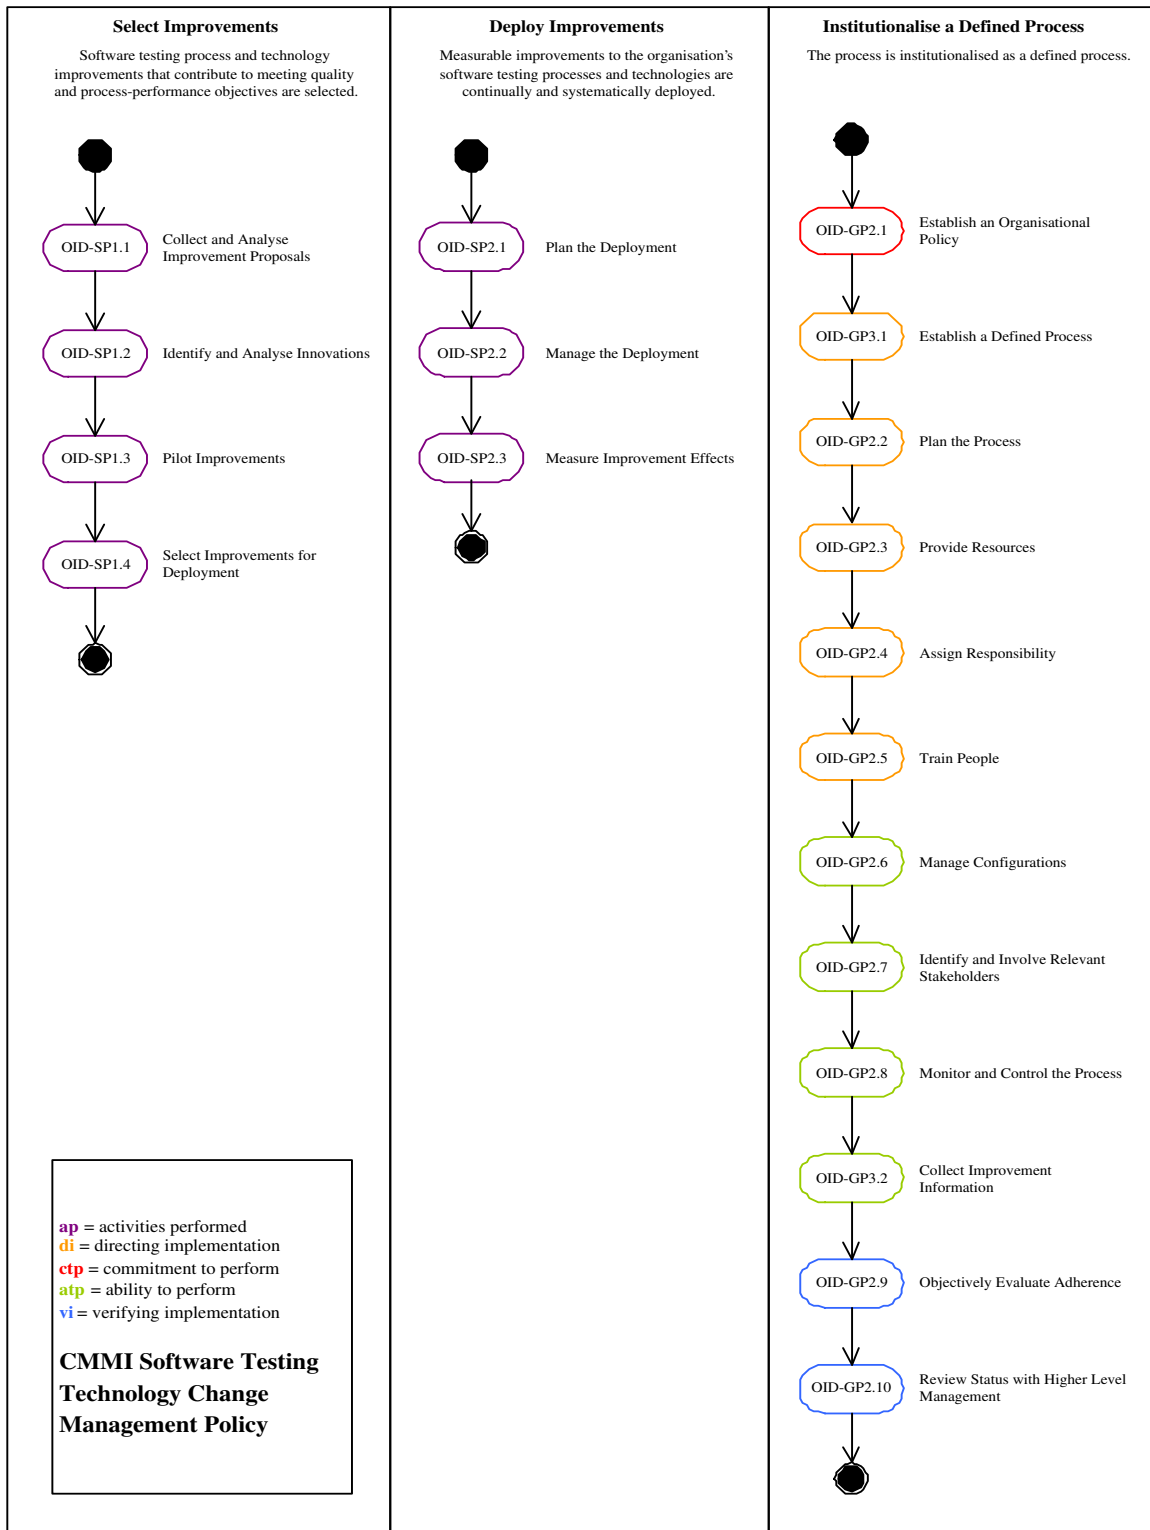 Select Improvements
Software testing process and technology
improvements that contribute to meeting quality
and process-performance objectives are selected.
OID-SP1.1
Collect and Analyse
Improvement Proposals
OID-SP1.2
Identify and Analyse Innovations
OID-SP1.3
Pilot Improvements
OID-SP1.4
Select Improvements for
Deployment
ap = activities performed
di = directing implementation
ctp = commitment to perform
atp = ability to perform
vi = verifying implementation
CMMI Software Testing
Technology Change
Management Policy
Deploy Improvements
Measurable improvements to the organisation's
software testing processes and technologies are
continually and systematically deployed.
OID-SP2.1
Plan the Deployment
OID-SP2.2
Manage the Deployment
OID-SP2.3
Measure Improvement Effects
Institutionalise a Defined Process
The process is institutionalised as a defined process.
OID-GP2.1
Establish an Organisational
Policy
OID-GP3.1
Establish a Defined Process
OID-GP2.2
Plan the Process
OID-GP2.3
Provide Resources
OID-GP2.4
Assign Responsibility
OID-GP2.5
Train People
OID-GP2.6
Manage Configurations
OID-GP2.7
Identify and Involve Relevant
Stakeholders
OID-GP2.8
Monitor and Control the Process
OID-GP3.2
Collect Improvement
Information
OID-GP2.9
Objectively Evaluate Adherence
OID-GP2.10
Review Status with Higher Level
Management